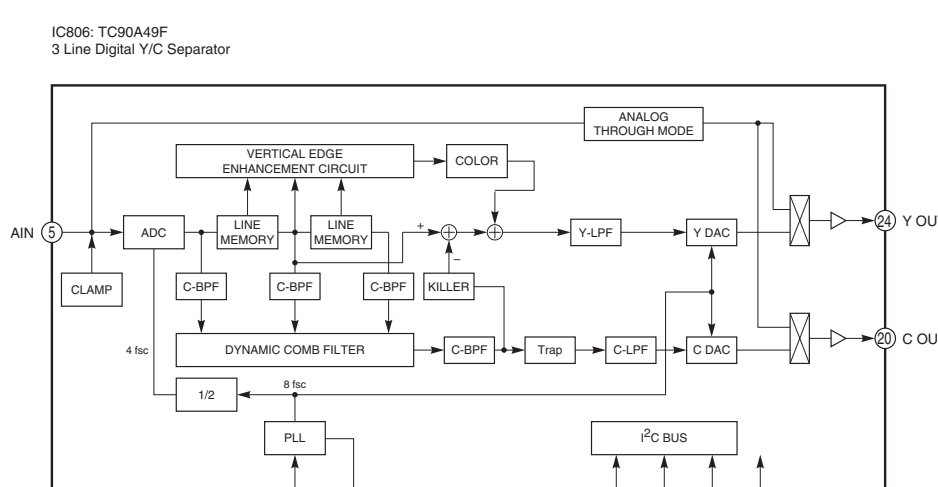 IC806: TC90A49F
3 Line Digital Y/C Separator
ANALOG
THROUGH MODE
VERTICAL EDGE
ENHANCEMENT CIRCUIT
COLOR
AIN
5
ADC
LINE
MEMORY
LINE
MEMORY
+
Y-LPF
Y DAC
24
Y OU
CLAMP
C-BPF
C-BPF
C-BPF
KILLER
–
4 fsc
DYNAMIC COMB FILTER
C-BPF
Trap
C-LPF
C DAC
20
C OU
1/2
8 fsc
PLL
I2C BUS